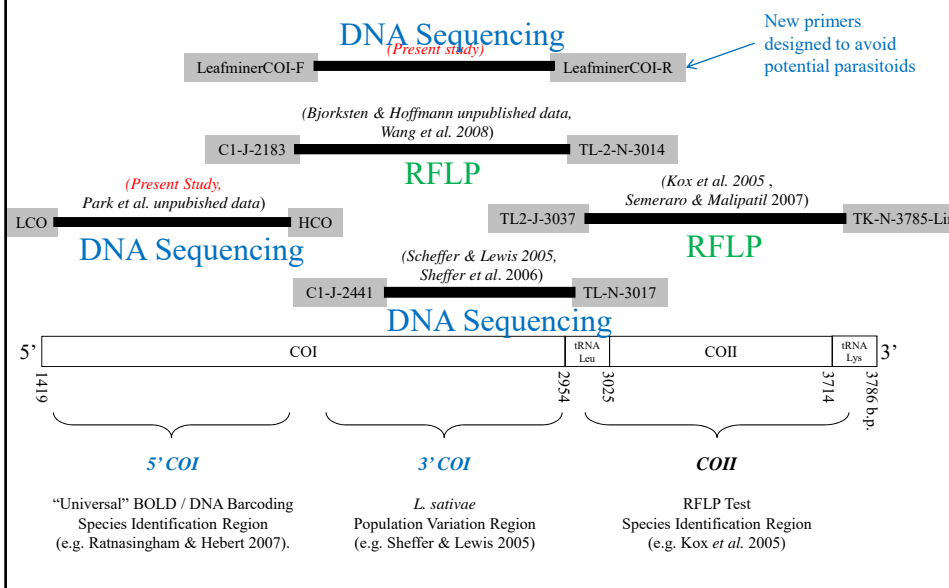 DNA Sequencing
(Present study)
LeafminerCOI-F
LeafminerCOI-R
New primers
designed to avoid
potential parasitoids
(Bjorksten & Hoffmann unpublished data,
Wang et al. 2008)
C1-J-2183
TL-2-N-3014
RFLP
(Present Study,
Park et al. unpubished data)
LCO
HCO
DNA Sequencing
(Kox et al. 2005 ,
Semeraro & Malipatil 2007)
TL2-J-3037
TK-N-3785-Lir
RFLP
(Scheffer & Lewis 2005,
Sheffer et al. 2006)
C1-J-2441
TL-N-3017
DNA Sequencing
5’
COI
tRNA
Leu
COII
tRNA
Lys
3’
1419
2954
3025
3714
3786 b.p.
5’ COI
“Universal” BOLD / DNA Barcoding
Species Identification Region
(e.g. Ratnasingham & Hebert 2007).
3’ COI
L. sativae
Population Variation Region
(e.g. Sheffer & Lewis 2005)
COII
RFLP Test
Species Identification Region
(e.g. Kox et al. 2005)